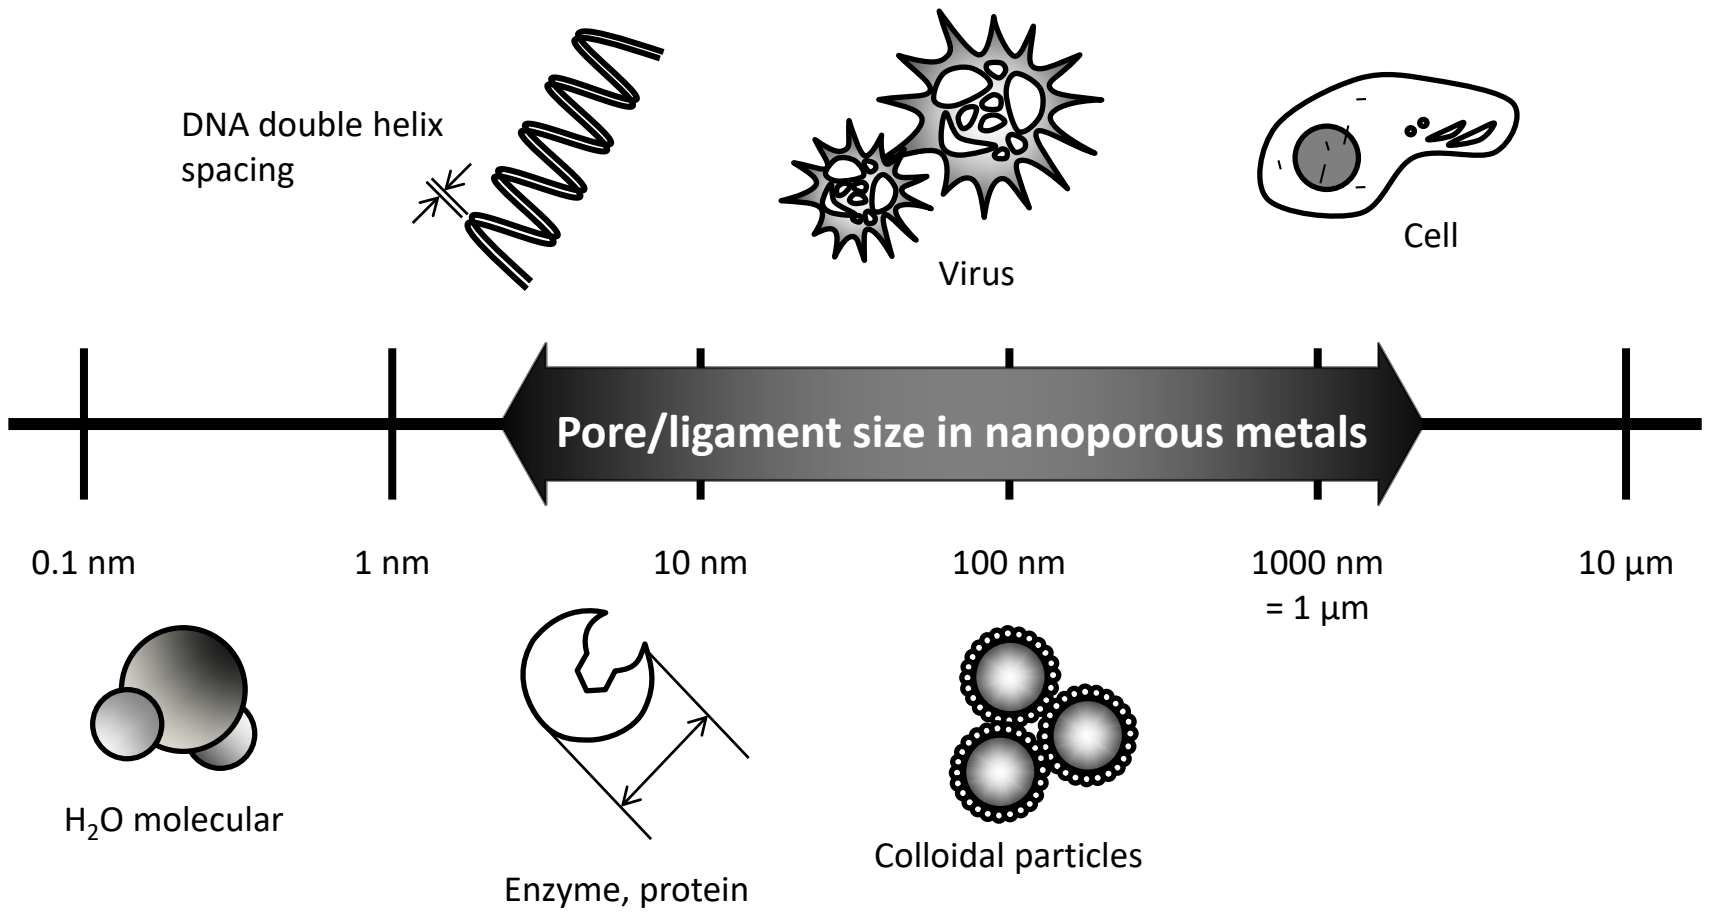 DNA double helix
spacing
Virus
Cell
Pore/ligament size in nanoporous metals
0.1 nm
1 nm
10 nm
100 nm
1000 nm
= 1 µm
10 µm
H₂O molecular
Enzyme, protein
Colloidal particles